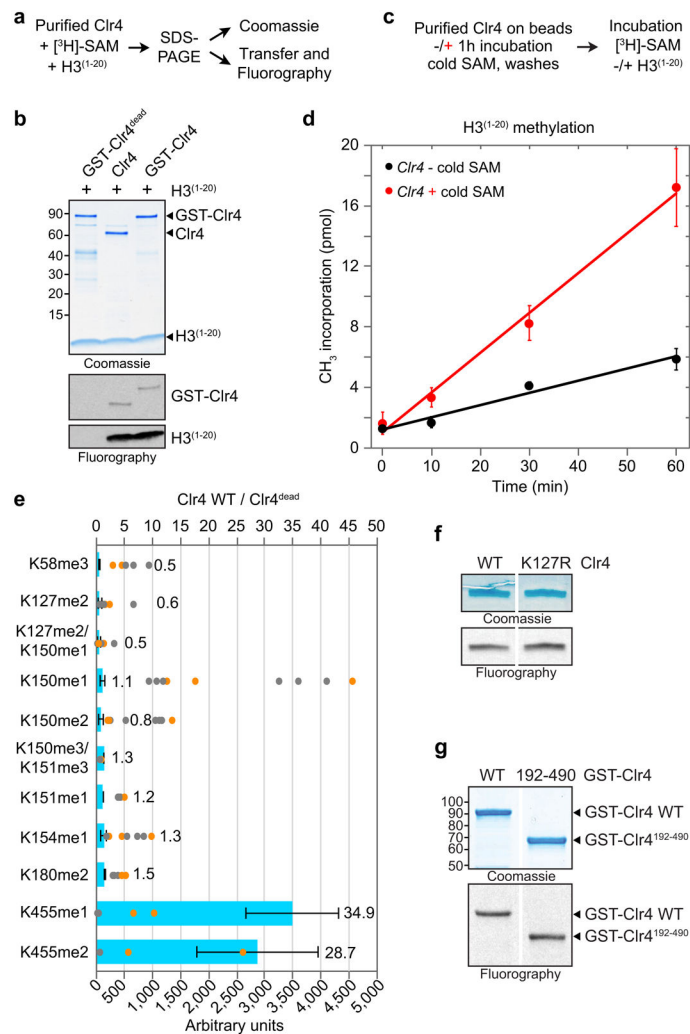 a
Purified Clr4
+ [³H]-SAM
+ H3⁽¹⁻²⁰⁾
SDS-
PAGE
Coomassie
Transfer and
Fluorography
c
Purified Clr4 on beads
-/+ 1h incubation
cold SAM, washes
Incubation
[³H]-SAM
-/+ H3⁽¹⁻²⁰⁾
b
GST-Clr4ᵈᵉᵃᵈ
Clr4
GST-Clr4
+ + + H3⁽¹⁻²⁰⁾
90
60
40
30
20
15
GST-Clr4
Clr4
H3⁽¹⁻²⁰⁾
Coomassie
GST-Clr4
H3⁽¹⁻²⁰⁾
Fluorography
d
H3⁽¹⁻²⁰⁾ methylation
Clr4 - cold SAM
Clr4 + cold SAM
CH₃ incorporation (pmol)
20
16
12
8
4
0
0 10 20 30 40 50 60
Time (min)
e
Clr4 WT / Clr4ᵈᵉᵃᵈ
0 5 10 15 20 25 30 35 40 45 50
K58me3 0.5
K127me2 0.6
K127me2/
K150me1 0.5
K150me1 1.1
K150me2 0.8
K150me3/
K151me3 1.3
K151me1 1.2
K154me1 1.3
K180me2 1.5
K455me1 34.9
K455me2 28.7
0 500 1,000 1,500 2,000 2,500 3,000 3,500 4,000 4,500 5,000
Arbitrary units
f
WT K127R Clr4
Coomassie
Fluorography
g
WT 192-490 GST-Clr4
100
90
80
70
60
50
GST-Clr4 WT
GST-Clr4¹⁹²⁻⁴⁹⁰
Coomassie
GST-Clr4 WT
GST-Clr4¹⁹²⁻⁴⁹⁰
Fluorography